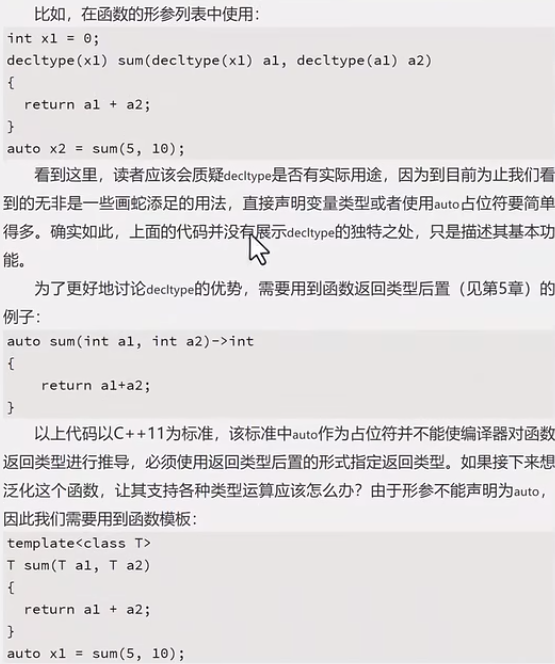 比如，在函数的形参列表中使用：
int x1 = 0;
decltype(x1) sum(decltype(x1) a1, decltype(a1) a2)
{
  return a1 + a2;
}
auto x2 = sum(5, 10);
看到这里，读者应该会质疑decltype是否有实际用途，因为到目前为止我们看
到的无非是一些画蛇添足的用法，直接声明变量类型或者使用auto占位符要简单
得多。确实如此，上面的代码并没有展示decltype的独特之处，只是描述其基本功
能。
为了更好地讨论decltype的优势，需要用到函数返回类型后置（见第5章）的
例子：
auto sum(int a1, int a2)->int
{
    return a1+a2;
}
以上代码以C++11为标准，该标准中auto作为占位符并不能使编译器对函数
返回类型进行推导，必须使用返回类型后置的形式指定返回类型。如果接下来想
泛化这个函数，让其支持各种类型运算应该怎么办？由于形参不能声明为auto，
因此我们需要用到函数模板：
template<class T>
T sum(T a1, T a2)
{
  return a1 + a2;
}
auto x1 = sum(5, 10);